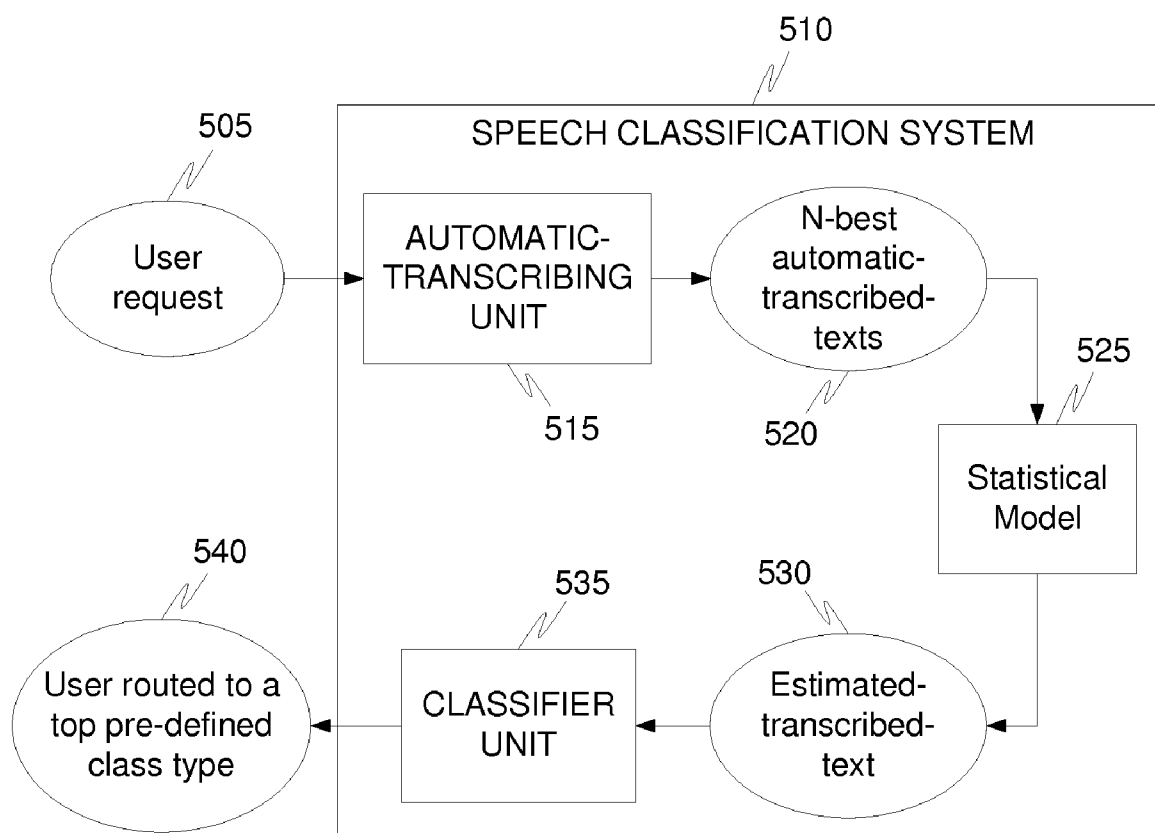 510
SPEECH CLASSIFICATION SYSTEM
505
User
request
AUTOMATIC-
TRANSCRIBING
UNIT
515
N-best
automatic-
transcribed-
texts
520
525
Statistical
Model
530
Estimated-
transcribed-
text
535
CLASSIFIER
UNIT
540
User routed to a
top pre-defined
class type